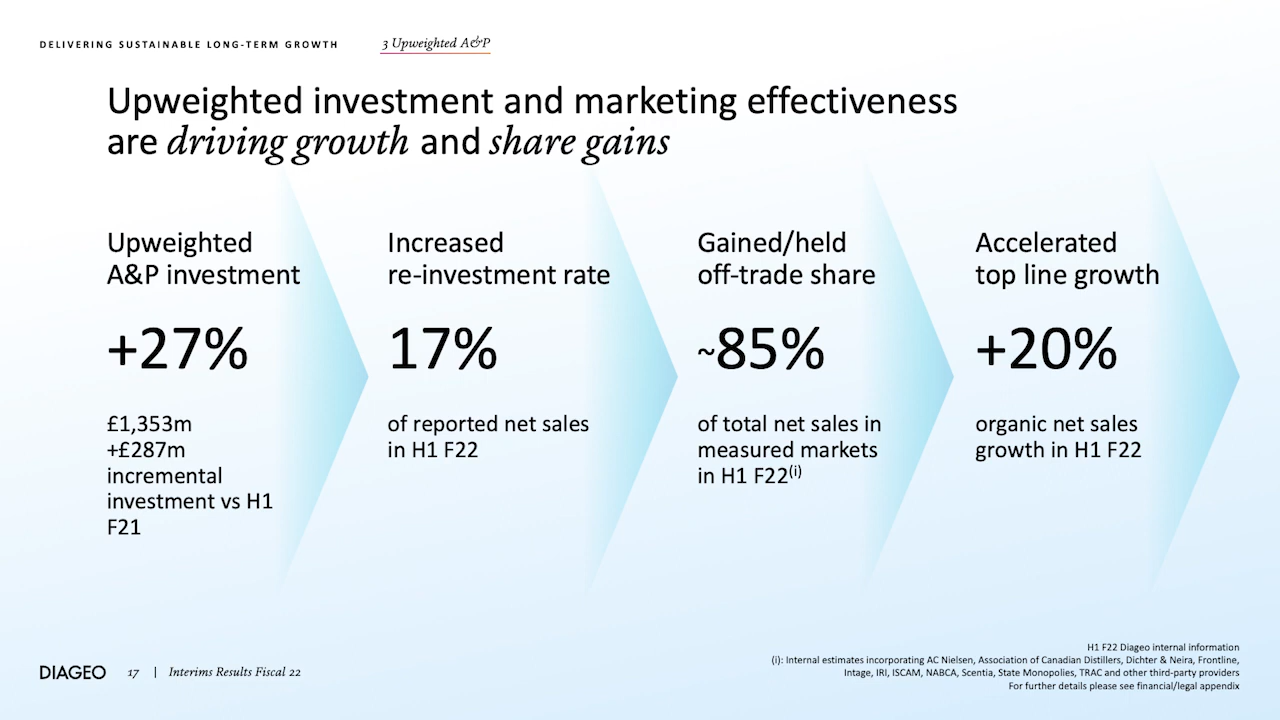 DELIVERING SUSTAINABLE LONG-TERM GROWTH
3 Upweighted A&P
Upweighted investment and marketing effectiveness
are driving growth and share gains
Upweighted
A&P investment
+27%
£1,353m
+£287m
incremental
investment vs H1
F21
Increased
re-investment rate
17%
of reported net sales
in H1 F22
Gained/held
off-trade share
~85%
of total net sales in
measured markets
in H1 F22(i)
Accelerated
top line growth
+20%
organic net sales
growth in H1 F22
DIAGEO 17 | Interims Results Fiscal 22
H1 F22 Diageo internal information
(i): Internal estimates incorporating AC Nielsen, Association of Canadian Distillers, Dichter & Neira, Frontline,
Intage, IRI, ISCAM, NABCA, Scentia, State Monopolies, TRAC and other third-party providers
For further details please see financial/legal appendix